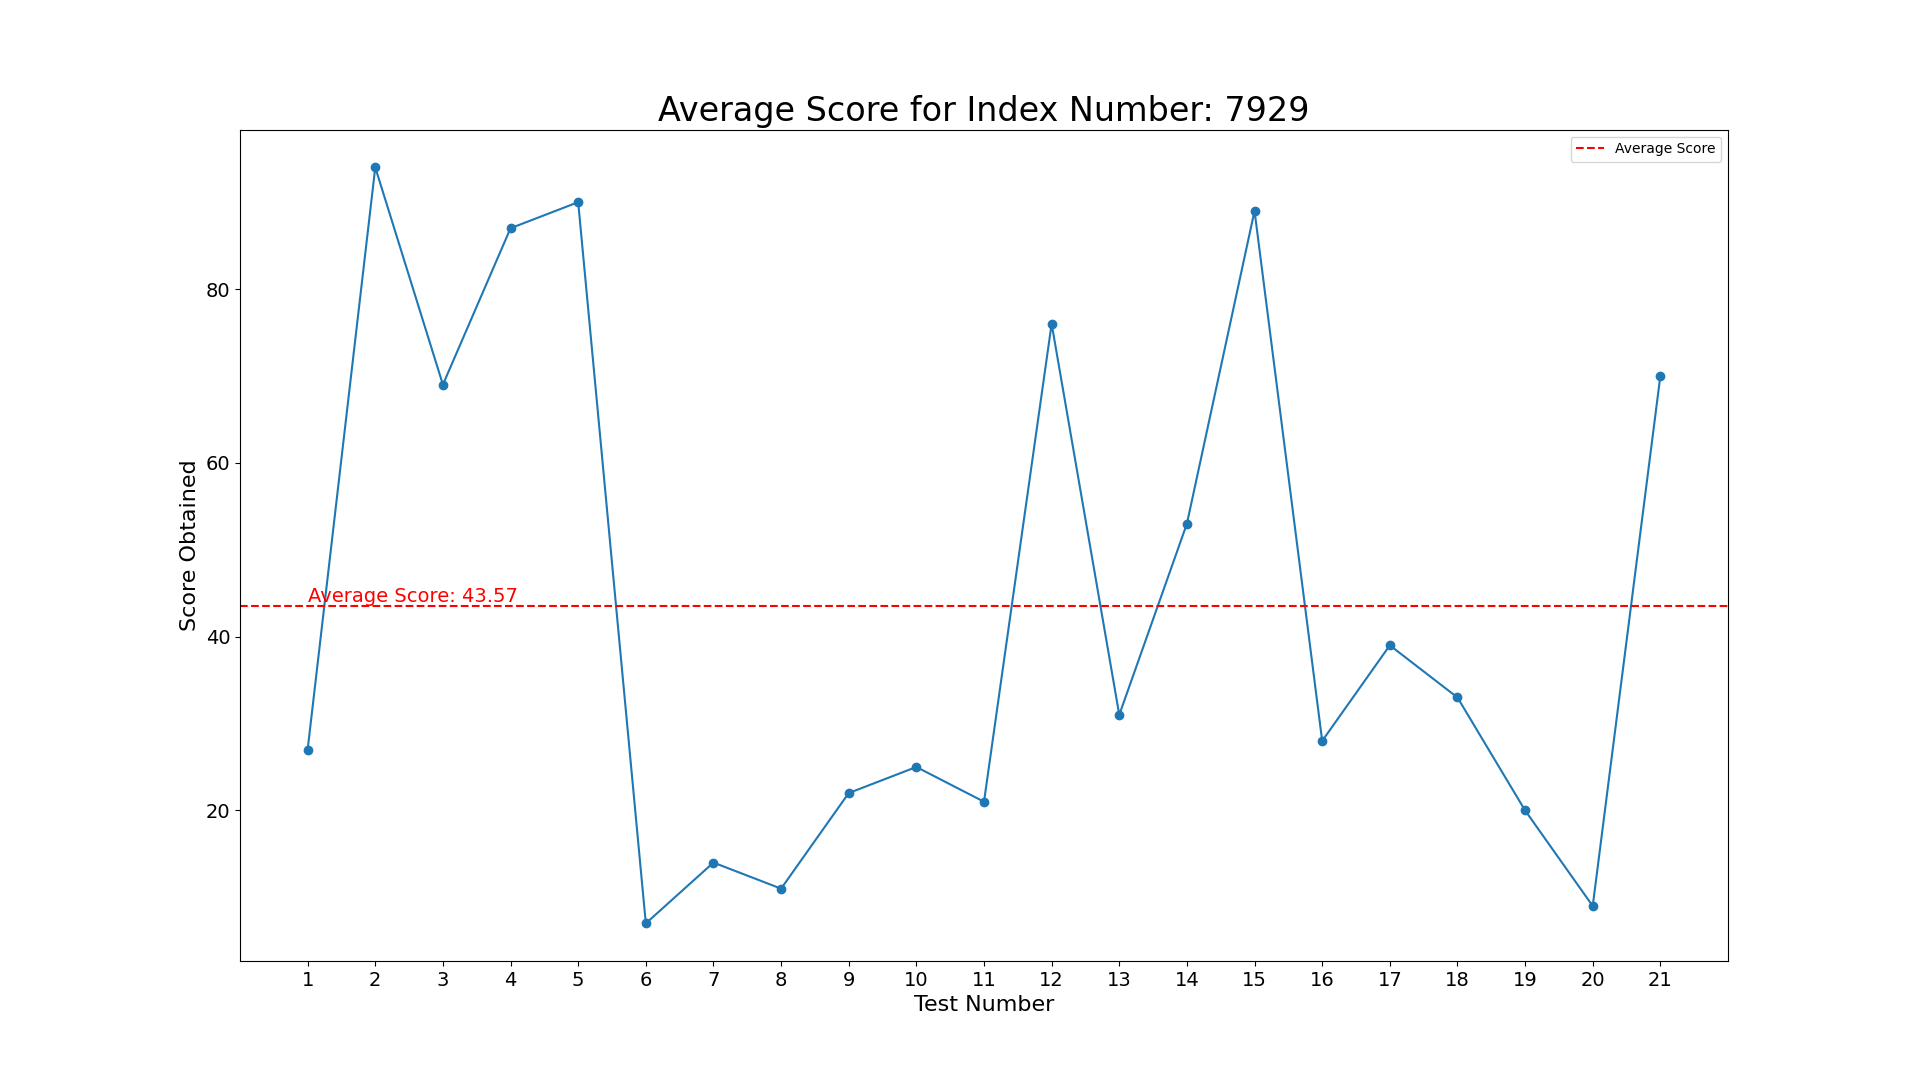 Average Score for Index Number: 7929
Average Score
80
60
40
20
Score Obtained
Average Score: 43.57
1 2 3 4 5 6 7 8 9 10 11 12 13 14 15 16 17 18 19 20 21
Test Number